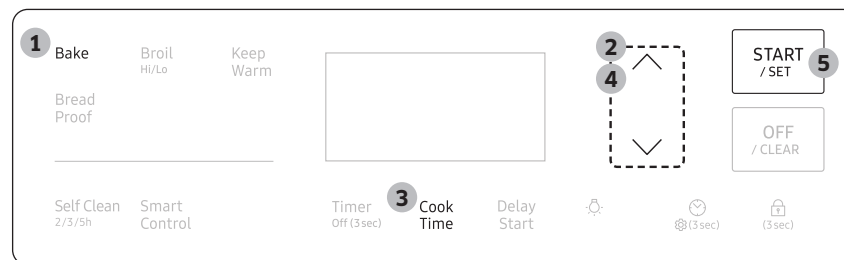 1
Bake
Broil
Hi/Lo
Keep
Warm
2
4
START
/ SET
5
Bread
Proof
OFF
/ CLEAR
Self Clean
2/3/5h
Smart
Control
Timer
Off (3 sec)
3
Cook
Time
Delay
Start
(3 sec)
(3 sec)